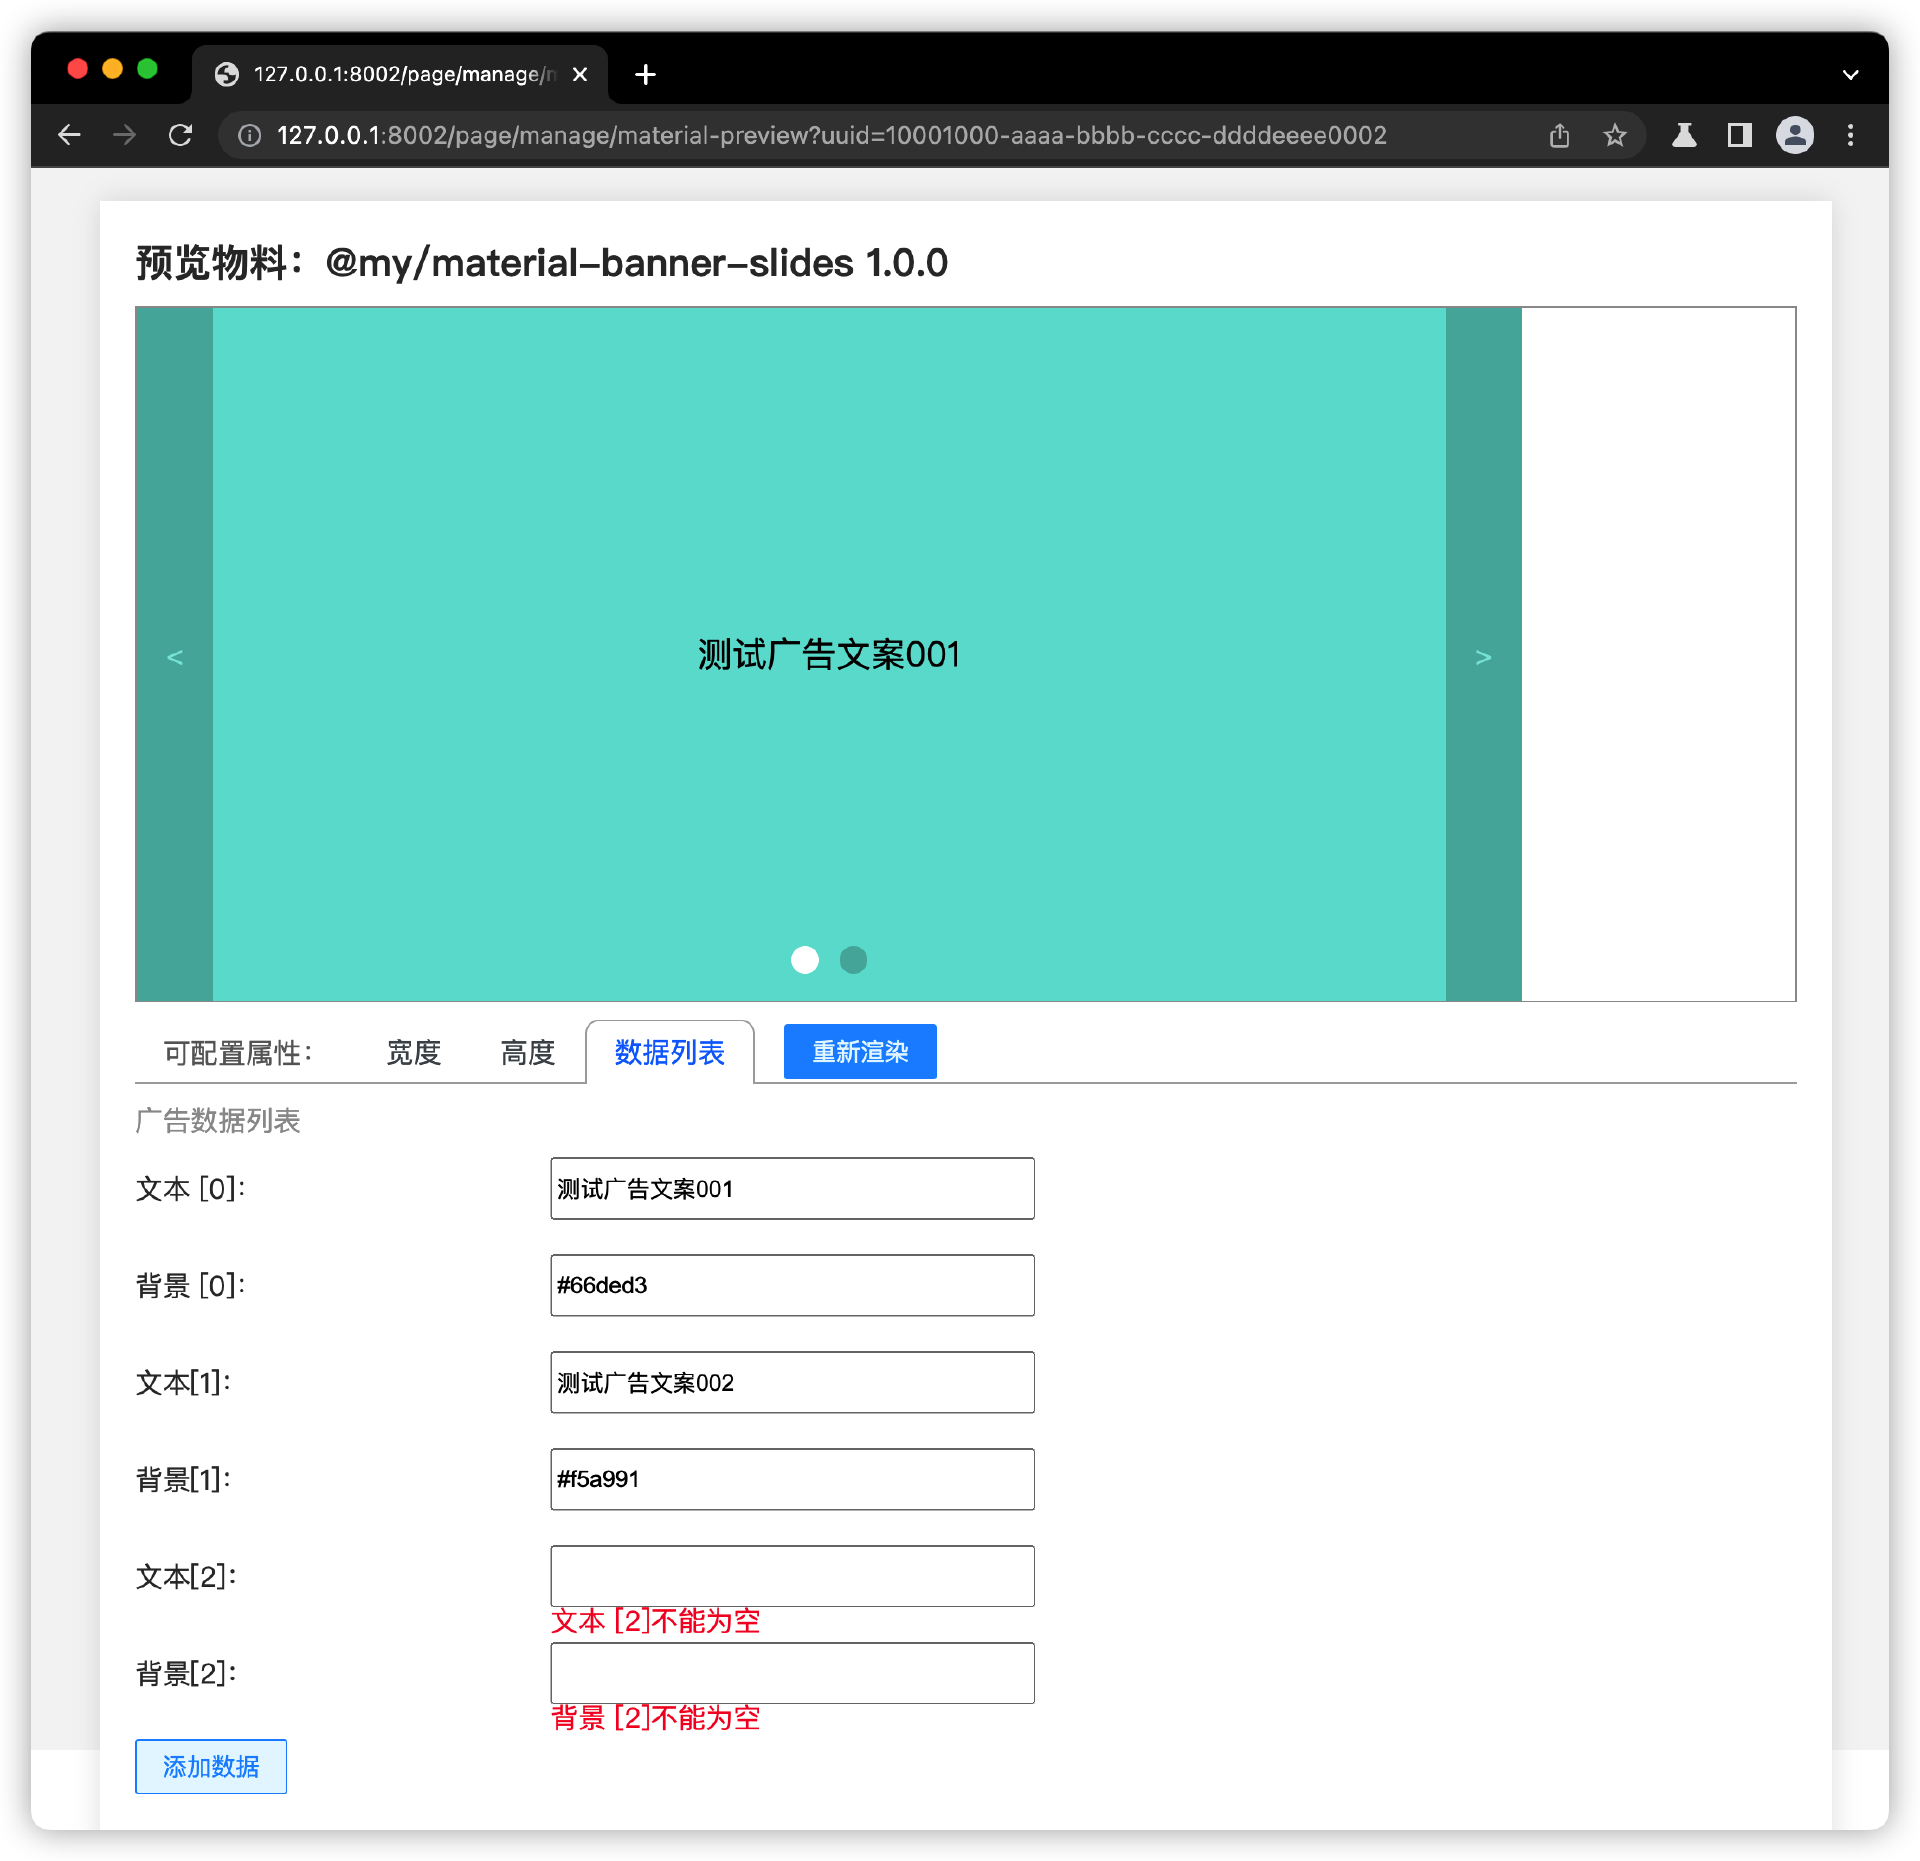 127.0.0.1:8002/page/manage/
127.0.0.1:8002/page/manage/material-preview?uuid=10001000-aaaa-bbbb-cccc-ddddeeee0002
预览物料：@my/material-banner-slides 1.0.0
<
测试广告文案001
>
可配置属性： 宽度 高度 数据列表 重新渲染
广告数据列表
文本 [0]: 测试广告文案001
背景 [0]: #66ded3
文本[1]: 测试广告文案002
背景[1]: #f5a991
文本[2]:
文本 [2]不能为空
背景[2]:
背景 [2]不能为空
添加数据